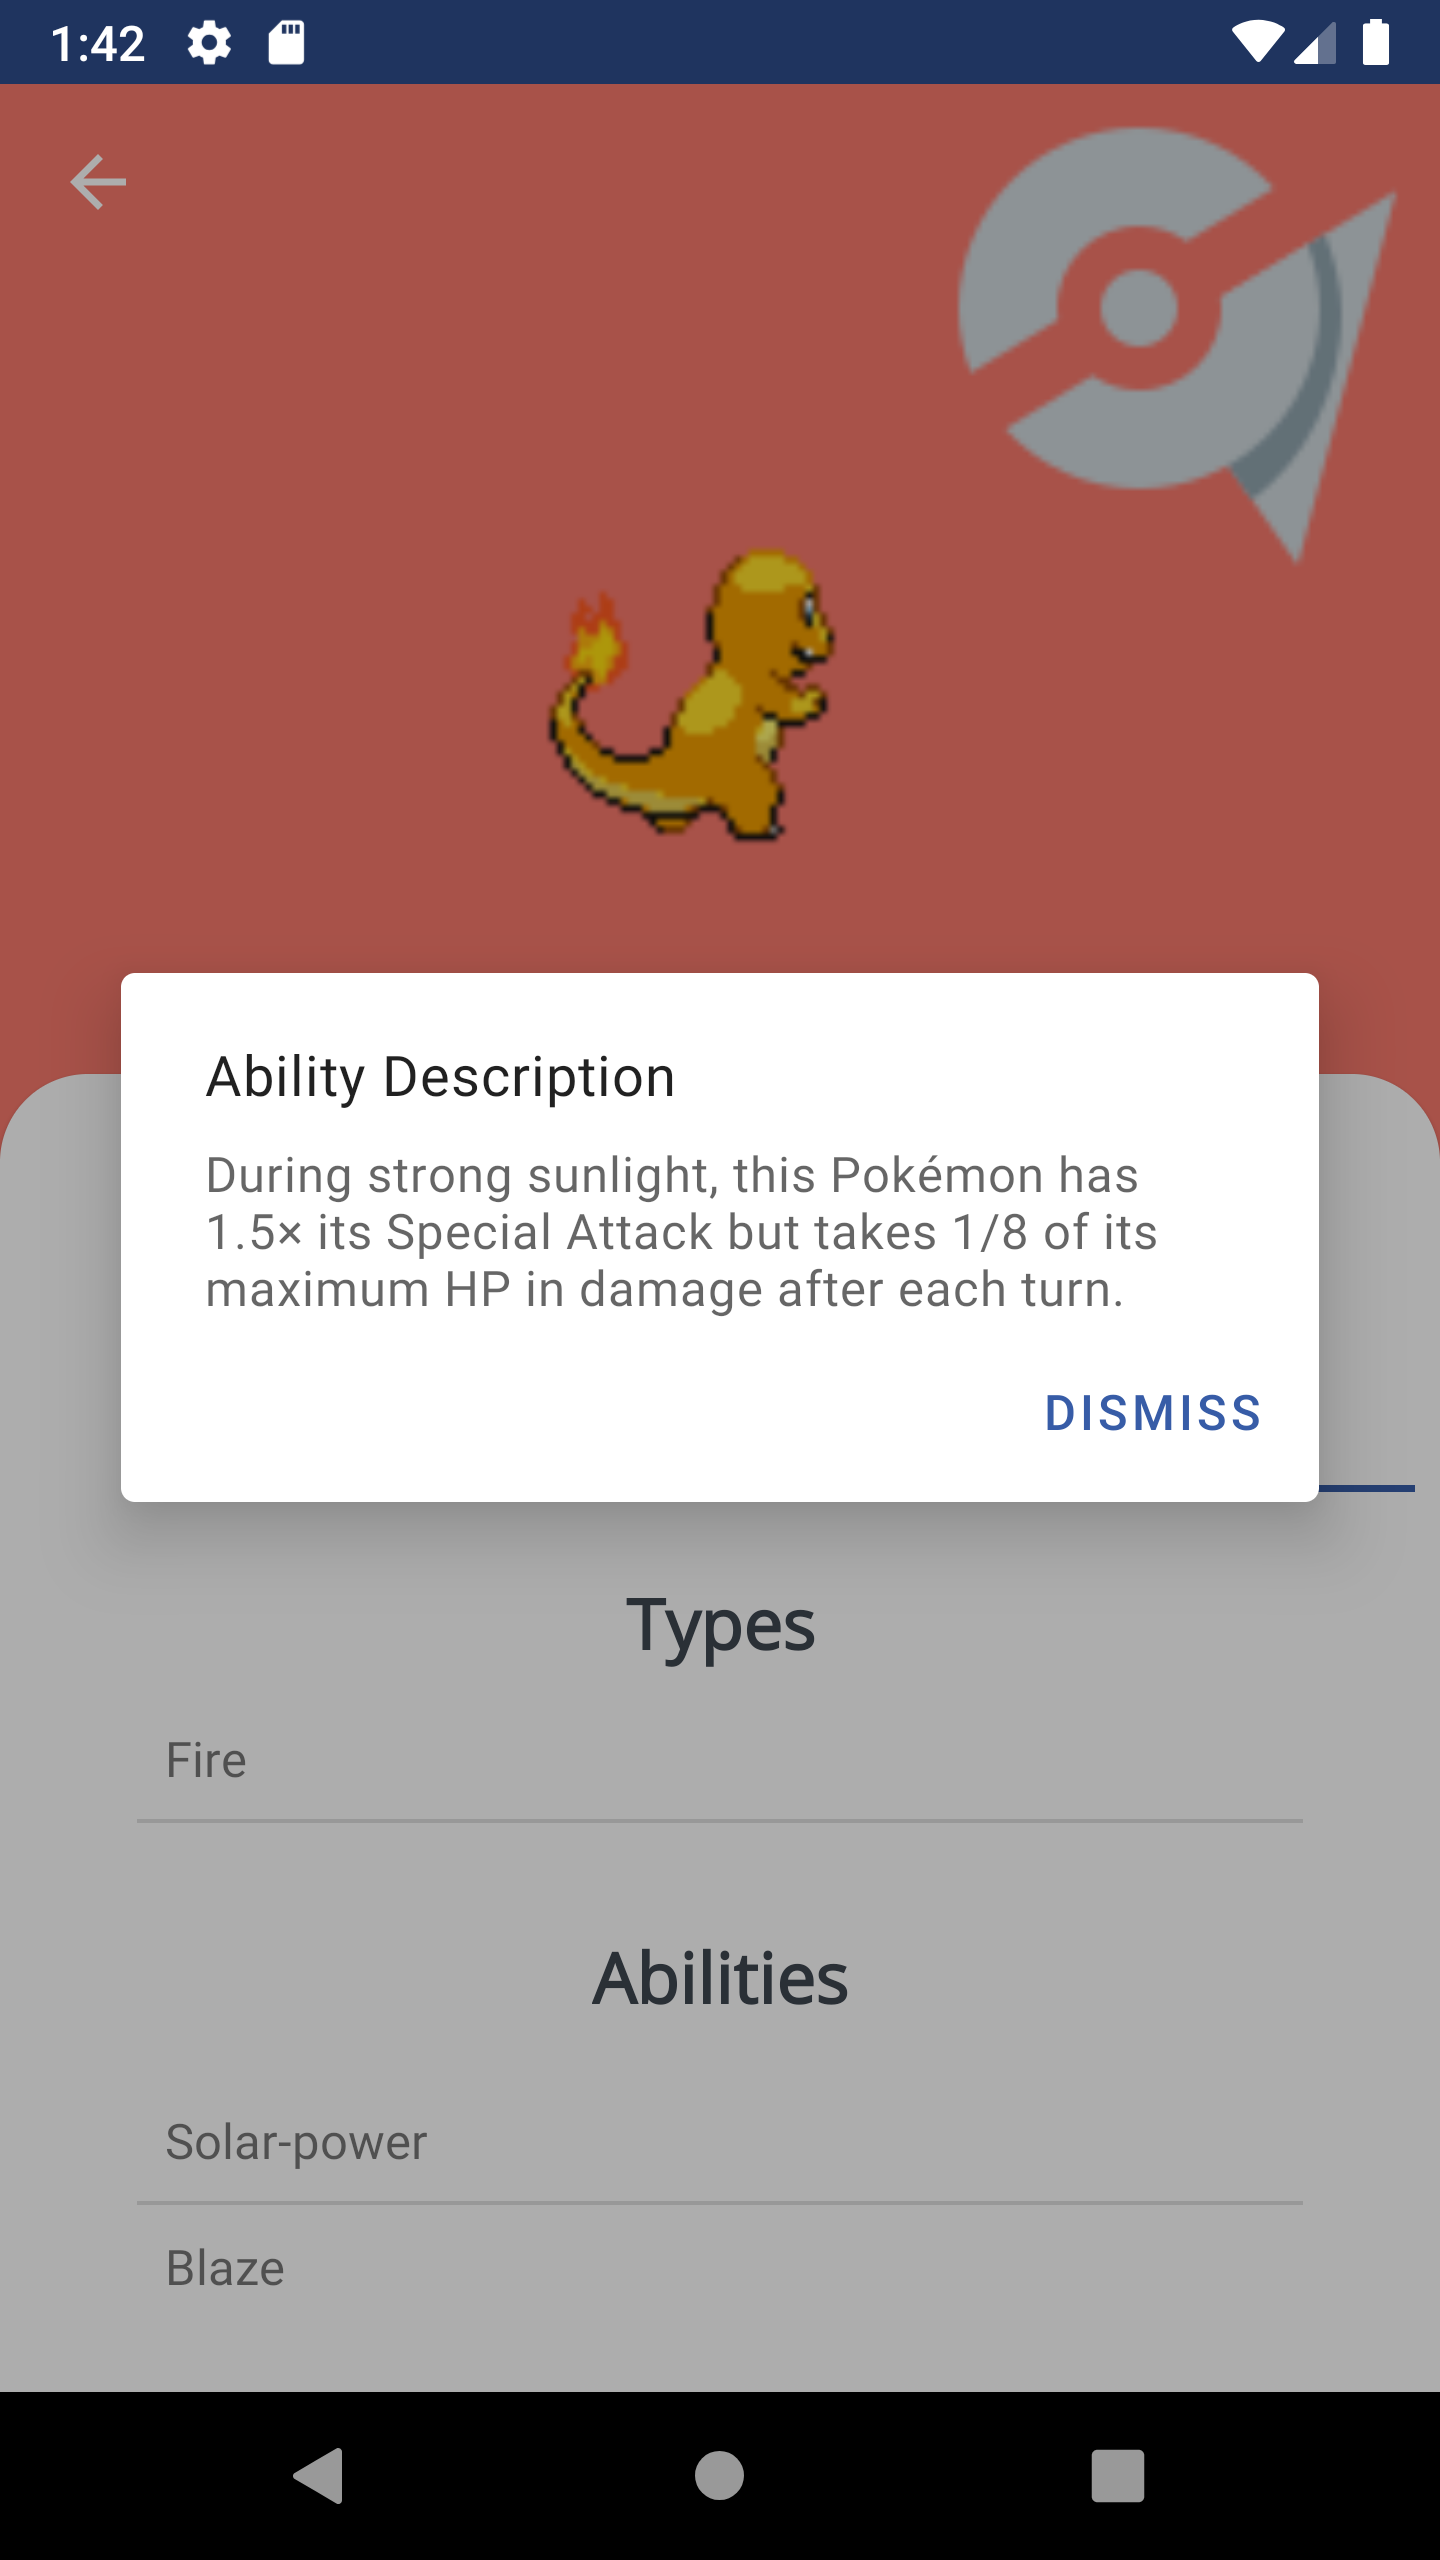 1:42
Ability Description
During strong sunlight, this Pokémon has
1.5× its Special Attack but takes 1/8 of its
maximum HP in damage after each turn.
DISMISS
Types
Fire
Abilities
Solar-power
Blaze